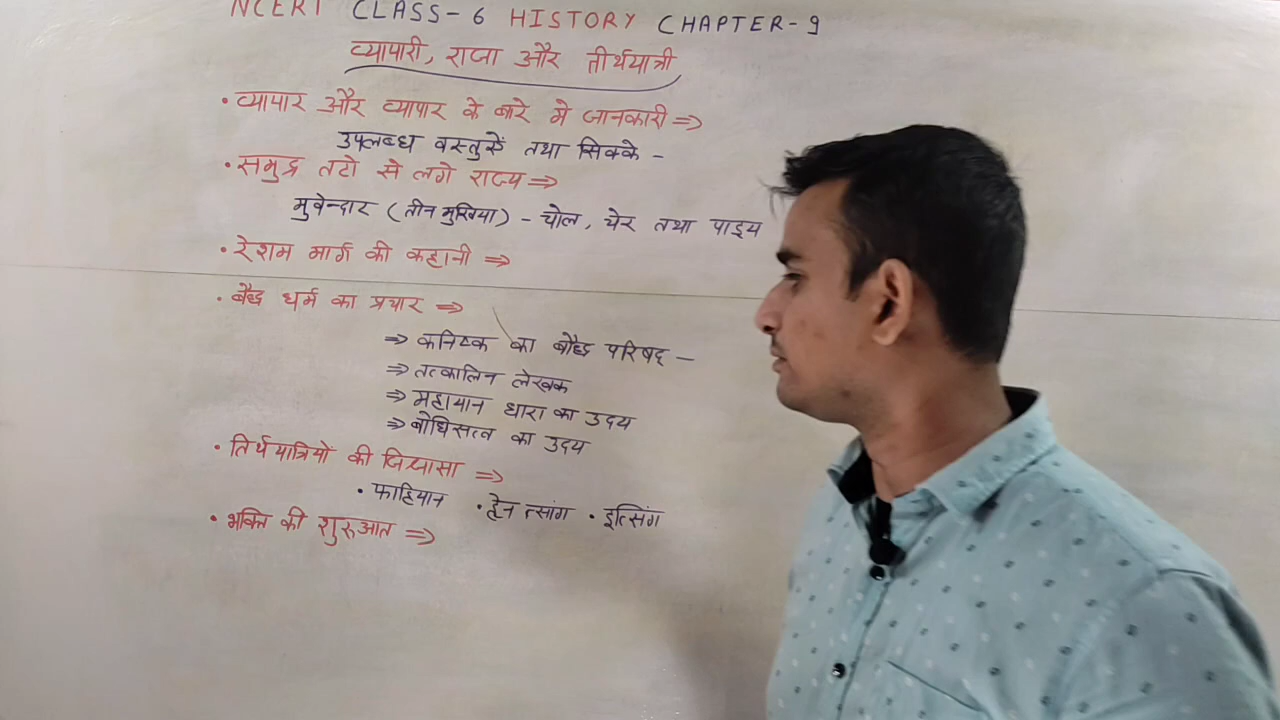 NCERT CLASS-6 HISTORY CHAPTER-9
व्यापारी, राजा और तीर्थयात्री
• व्यापार और व्यापार के बारे मे जानकारी ⇒
उपलब्ध वस्तुएें तथा सिक्के -
• समुद्र तटो से लगे राज्य ⇒
मुवेन्दार (तीन मुखिया) - चोल, चेर तथा पाड्य
• रेशम मार्ग की कहानी ⇒
• बौद्ध धर्म का प्रचार ⇒
⇒ कनिष्क का बौद्ध परिषद -
⇒ तत्कालिन लेखक
⇒ महायान धारा का उदय
⇒ बोधिसत्व का उदय
• तिर्थयात्रियो की जिज्ञासा ⇒
• फाहियान • ह्वेन त्सांग • इत्सिंग
• भक्ति की शुरुआत ⇒